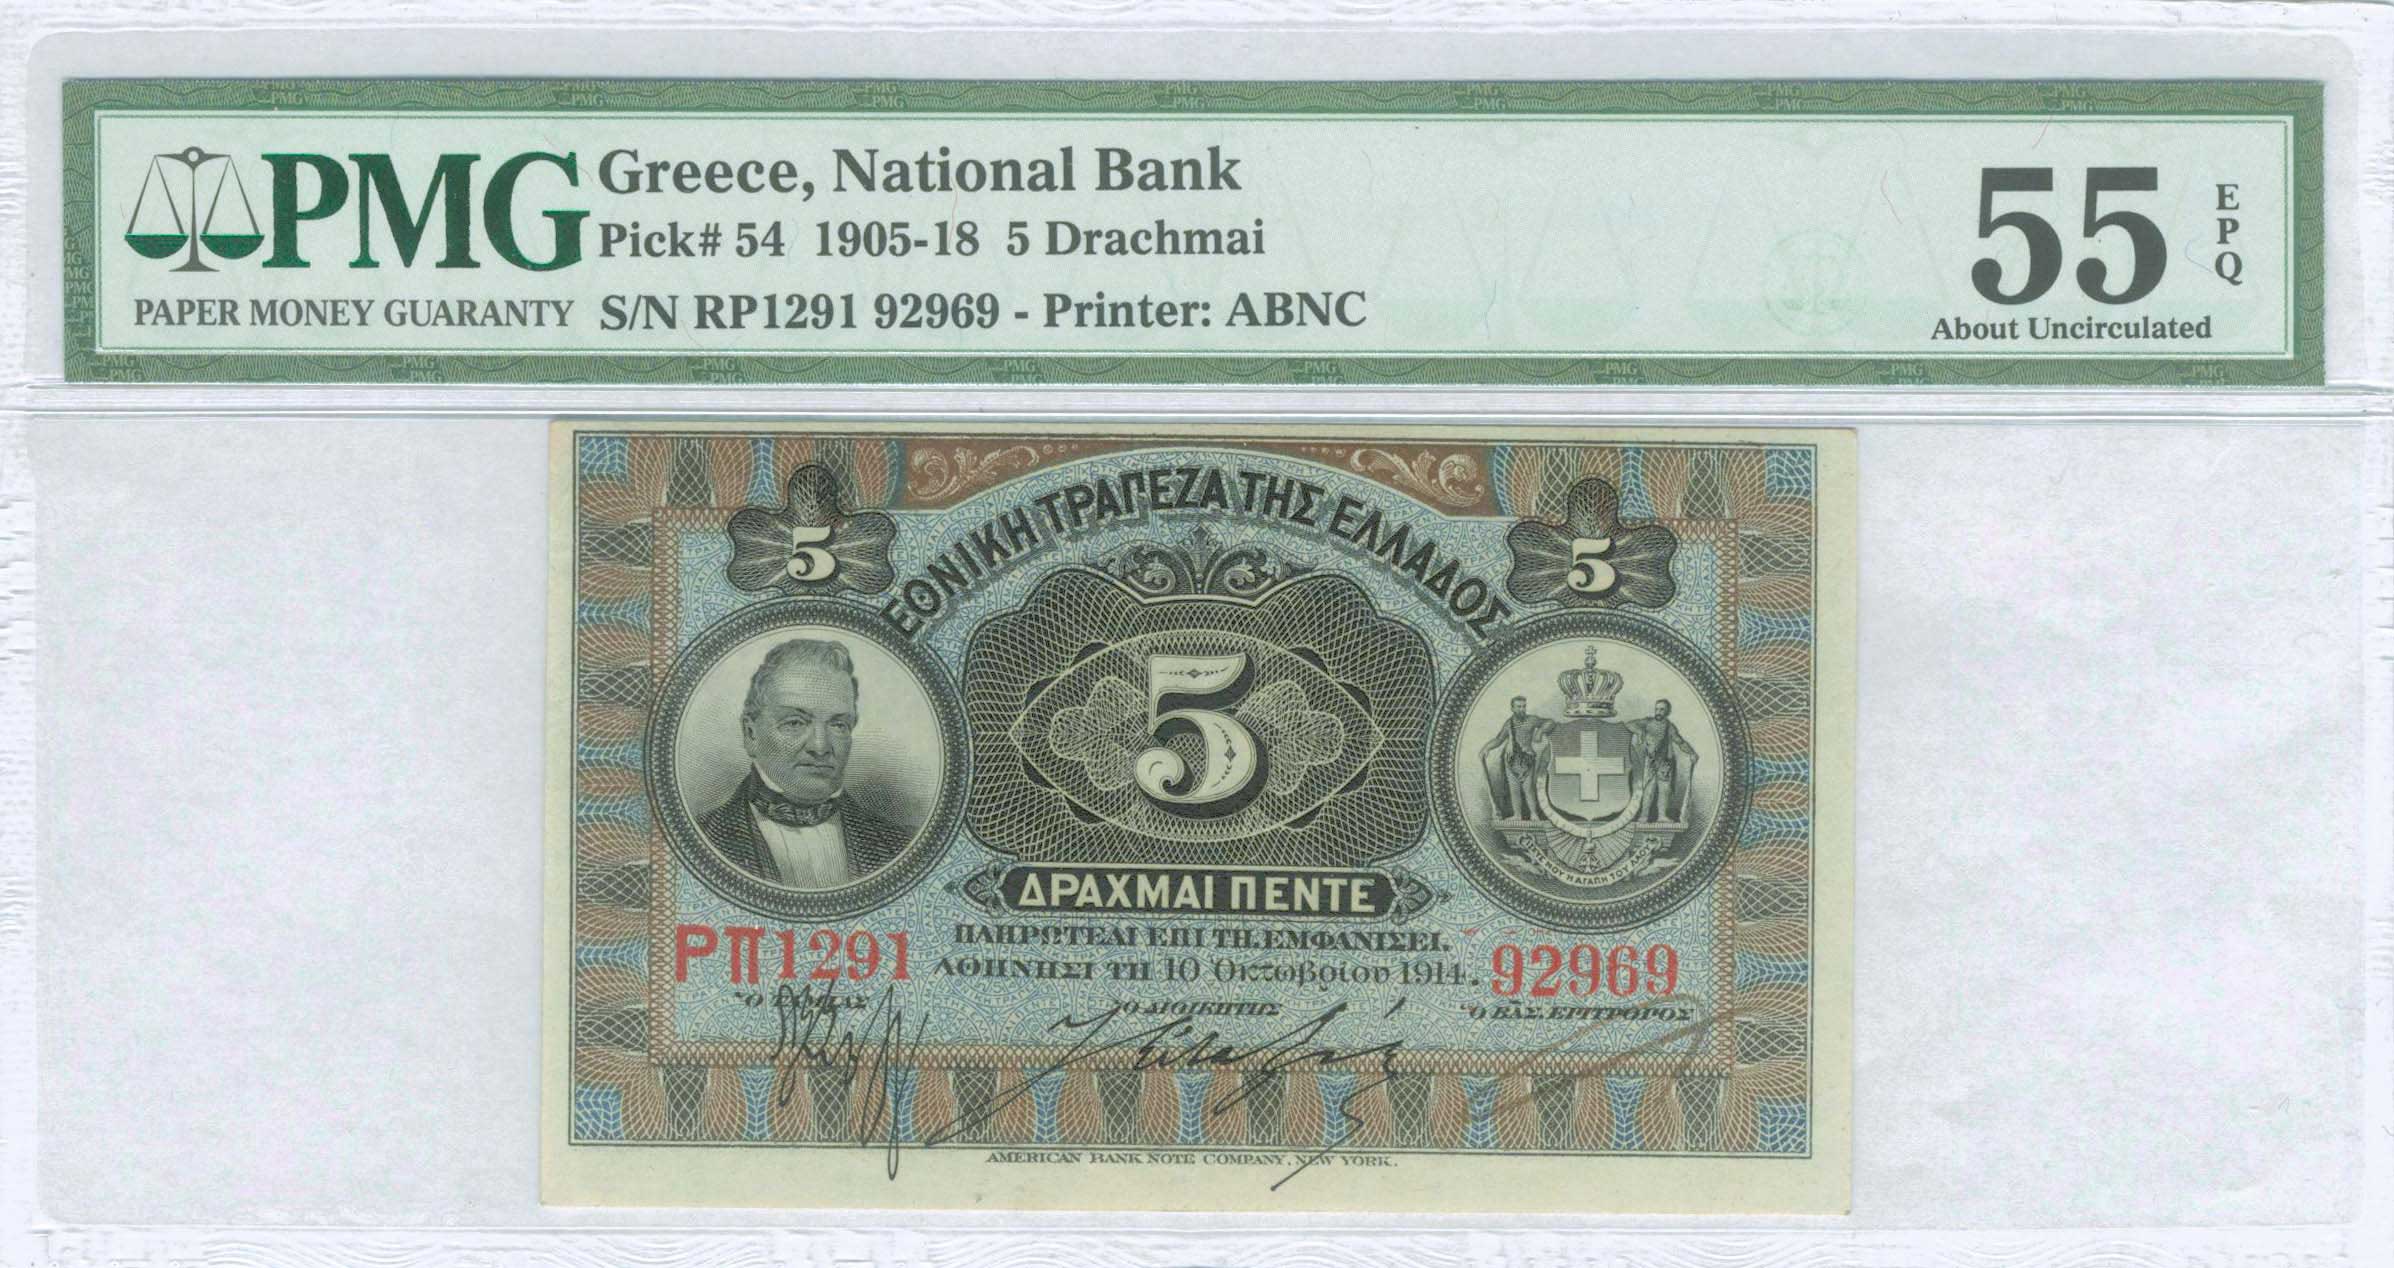 PMG
PAPER MONEY GUARANTY
Greece, National Bank
Pick# 54 1905-18 5 Drachmai
S/N RP1291 92969 - Printer: ABNC
55
EPQ
About Uncirculated
ΕΘΝΙΚΗ ΤΡΑΠΕΖΑ ΤΗΣ ΕΛΛΑΔΟΣ
5 5
5
ΔΡΑΧΜΑΙ ΠΕΝΤΕ
ΠΛΗΡΩΤΕΑΙ ΕΠΙ ΤΗ ΕΜΦΑΝΙΣΕΙ.
ΡΠ1291 ΑΘΗΝΗΣΙ ΤΗ 10 Ὀκτωβρίου 1914. 92969
Ὁ ΔΙΟΙΚΗΤΗΣ Ὁ ΒΑΣ. ΕΠΙΤΡΟΠΟΣ
AMERICAN BANK NOTE COMPANY, NEW YORK.